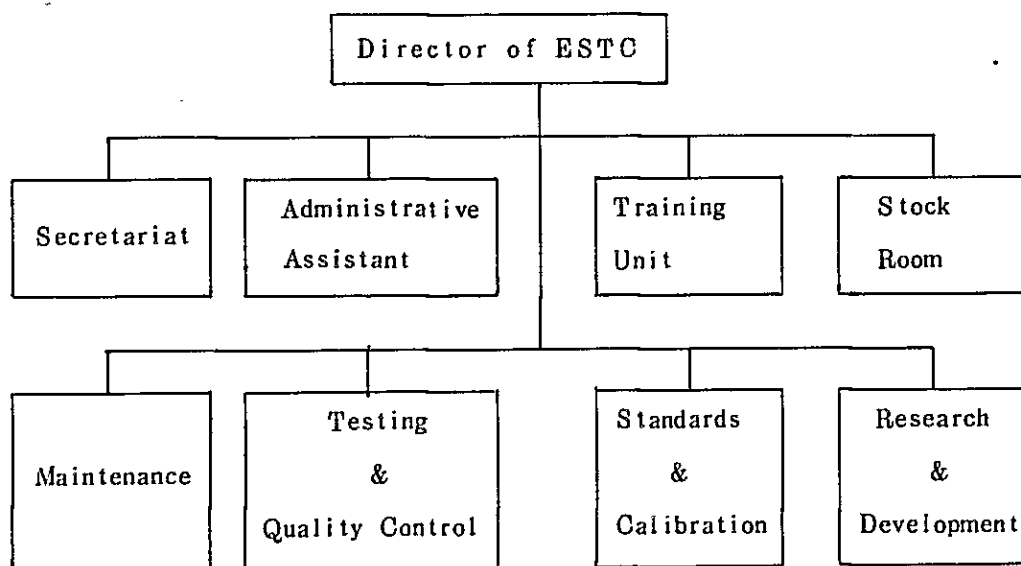 Director of ESTC
Secretariat
Administrative
Assistant
Training
Unit
Stock
Room
Maintenance
Testing
&
Quality Control
Standards
&
Calibration
Research
&
Development